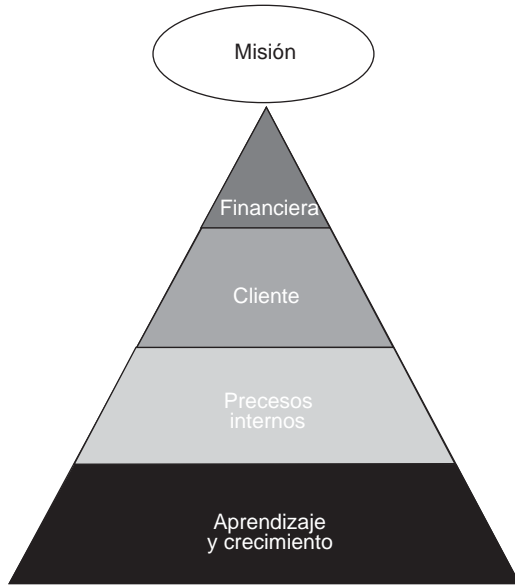 Misión
Financiera
Cliente
Precesos
internos
Aprendizaje
y crecimiento